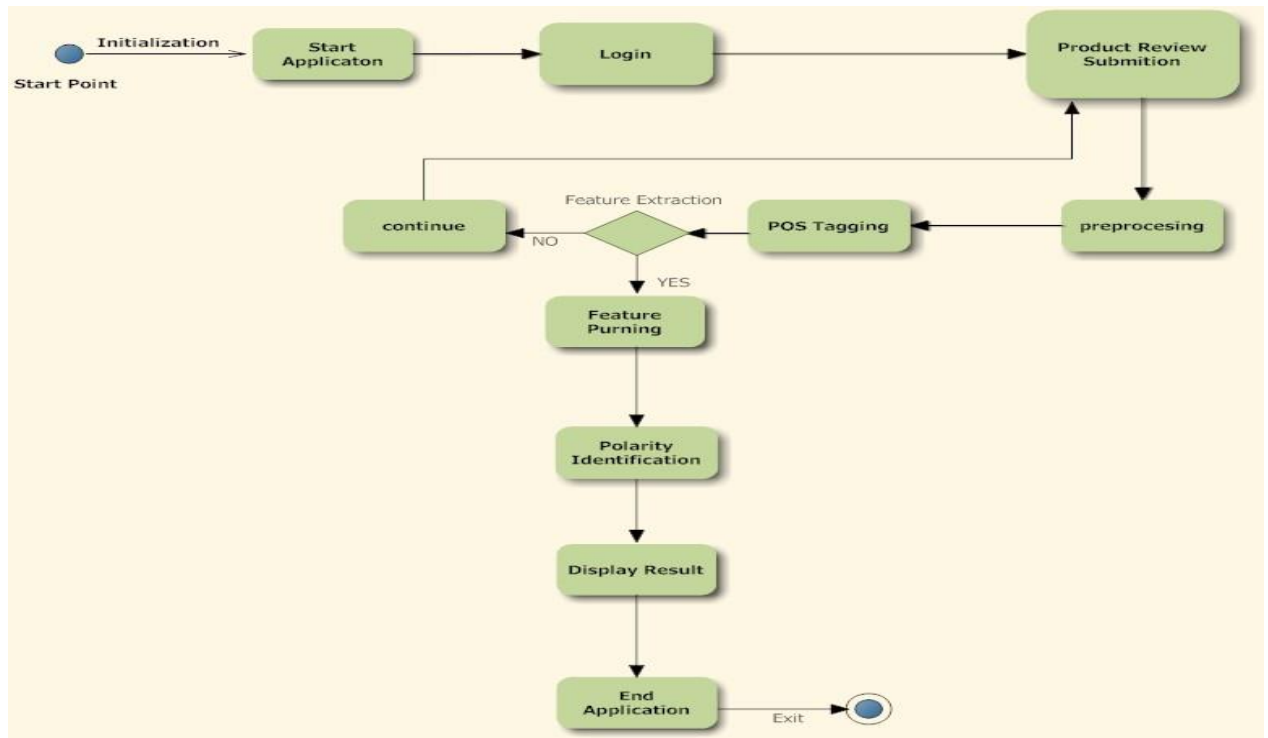 Initialization
Start Point
Start
Applicaton
Login
Product Review
Submition
Feature Extraction
continue
NO
POS Tagging
preprocesing
YES
Feature
Purning
Polarity
Identification
Display Result
End
Application
Exit